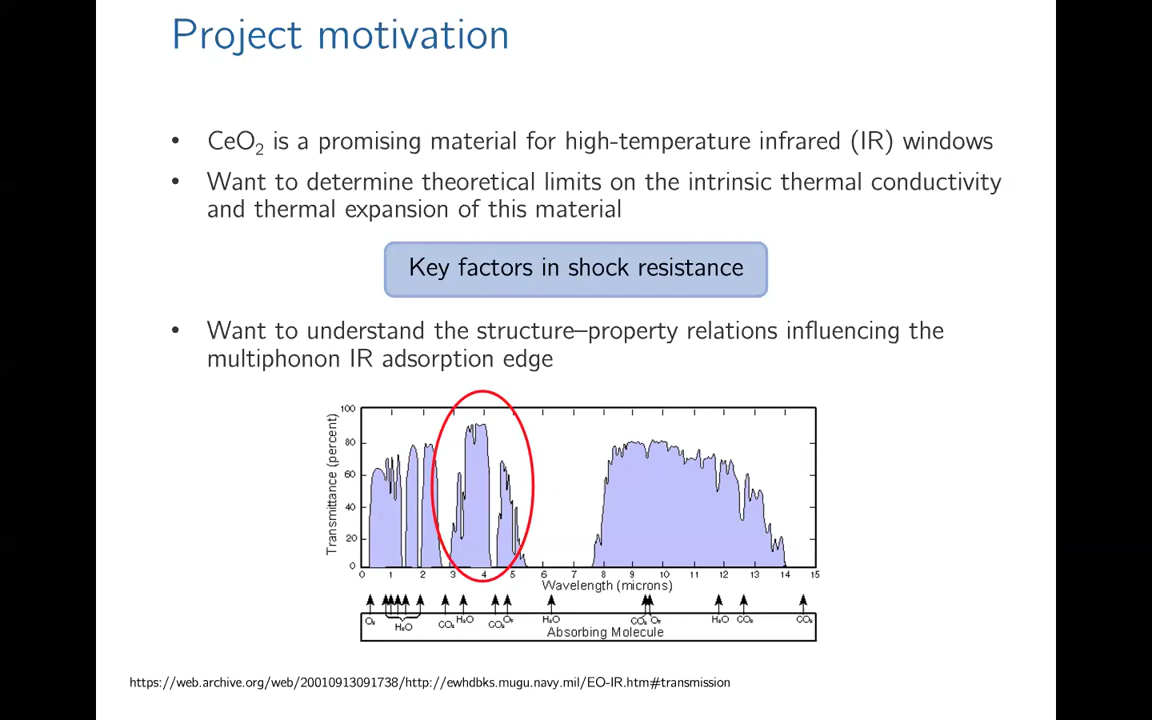 Project motivation
• CeO₂ is a promising material for high-temperature infrared (IR) windows
• Want to determine theoretical limits on the intrinsic thermal conductivity
and thermal expansion of this material
Key factors in shock resistance
• Want to understand the structure–property relations influencing the
multiphonon IR adsorption edge
100
80
60
40
20
0
Transmittance (percent)
0 1 2 3 4 5 6 7 8 9 10 11 12 13 14 15
Wavelength (microns)
O₂ H₂O CO₂ H₂O CO₂ O₃ H₂O CO₂ O₃ H₂O CO₂ CO₂
Absorbing Molecule
https://web.archive.org/web/20010913091738/http://ewhdbks.mugu.navy.mil/EO-IR.htm#transmission